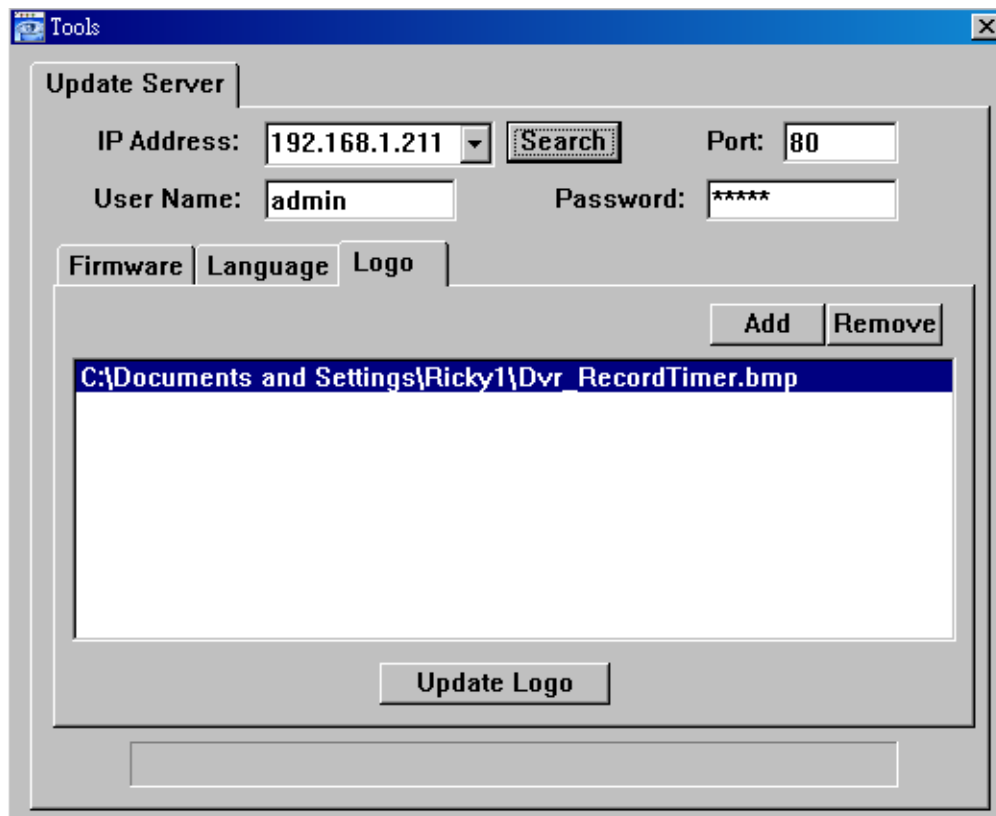 Tools
Update Server
IP Address: 192.168.1.211 Search Port: 80
User Name: admin Password: *****
Firmware Language Logo
Add Remove
C:\Documents and Settings\Ricky1\Dvr_RecordTimer.bmp
Update Logo